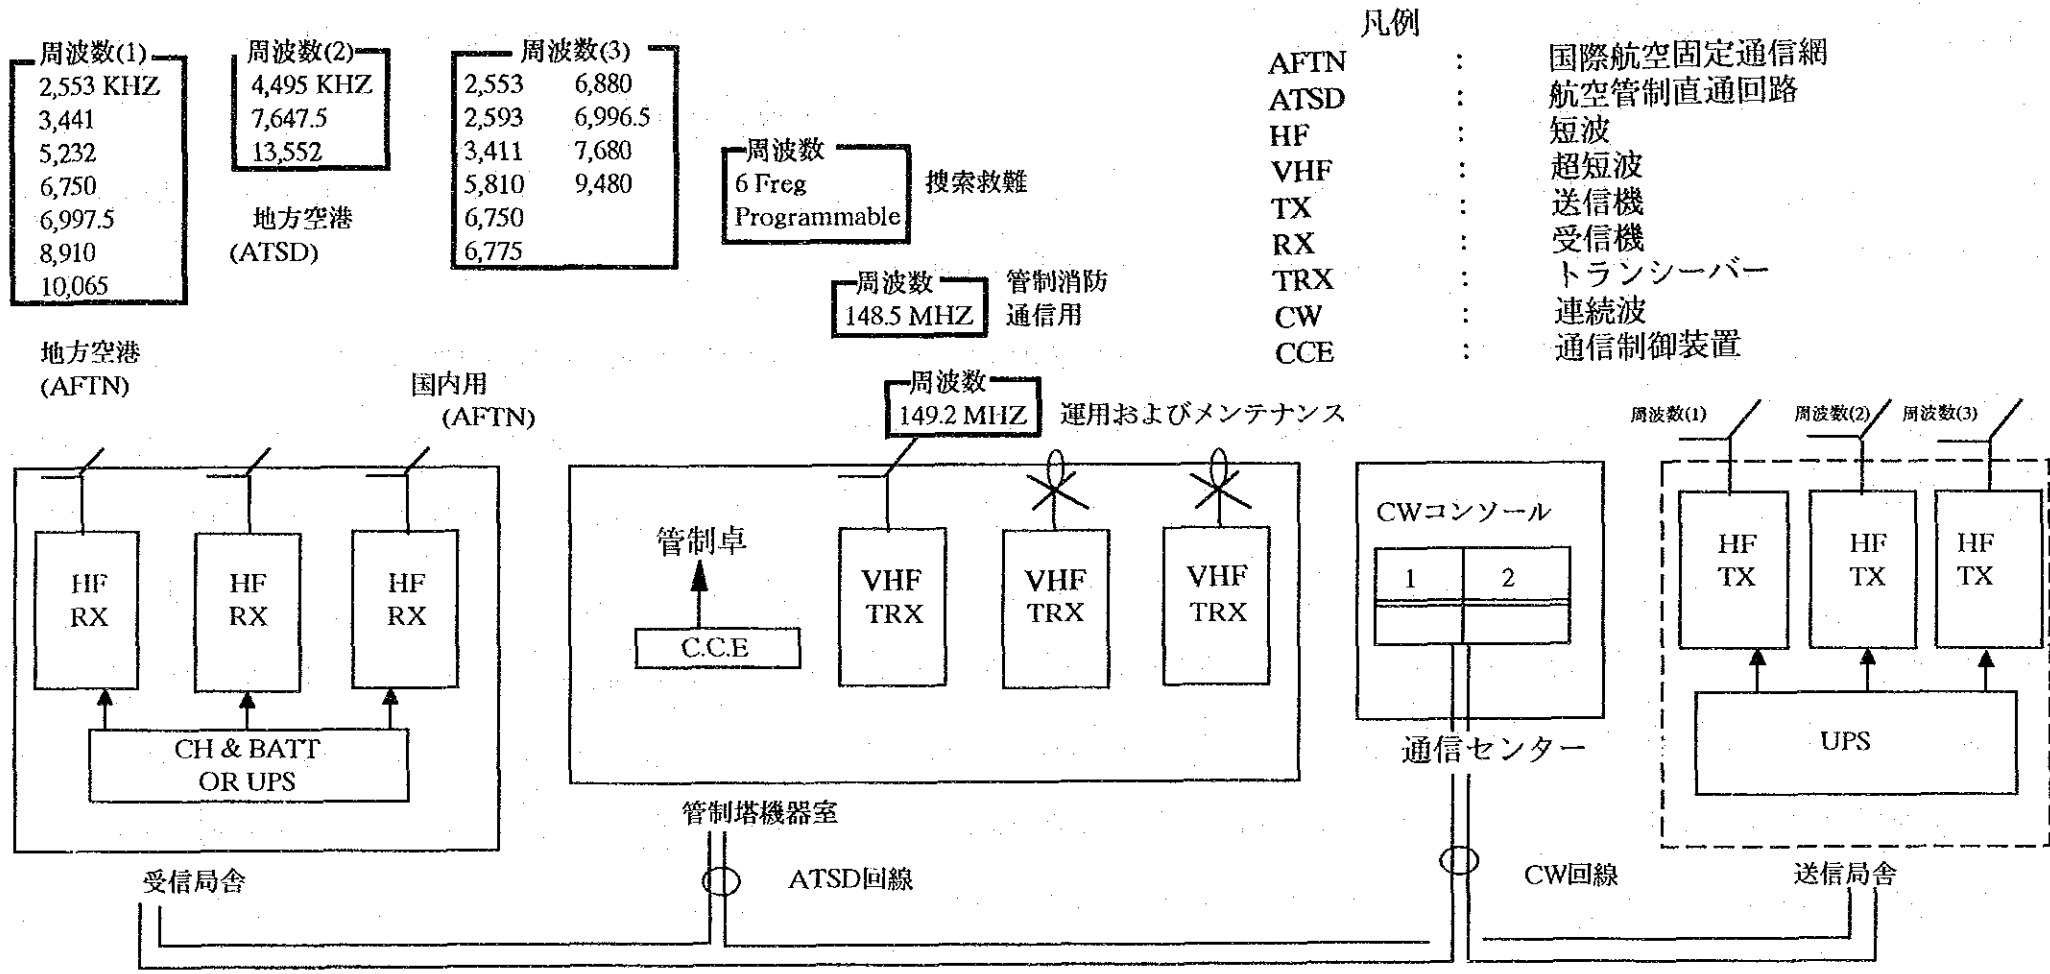 周波数(1)
2,553 KHZ
3,441
5,232
6,750
6,997.5
8,910
10,065
地方空港
(AFTN)
周波数(2)
4,495 KHZ
7,647.5
13,552
地方空港
(ATSD)
周波数(3)
2,553 6,880
2,593 6,996.5
3,411 7,680
5,810 9,480
6,750
6,775
国内用
(AFTN)
周波数
6 Freg
Programmable
捜索救難
周波数
148.5 MHZ
管制消防
通信用
周波数
149.2 MHZ
運用およびメンテナンス
凡例
AFTN : 国際航空固定通信網
ATSD : 航空管制直通回路
HF : 短波
VHF : 超短波
TX : 送信機
RX : 受信機
TRX : トランシーバー
CW : 連続波
CCE : 通信制御装置
HF
RX
HF
RX
HF
RX
CH & BATT
OR UPS
受信局舎
管制卓
C.C.E
VHF
TRX
VHF
TRX
VHF
TRX
管制塔機器室
ATSD回線
CWコンソール
1 2
通信センター
CW回線
周波数(1) 周波数(2) 周波数(3)
HF
TX
HF
TX
HF
TX
UPS
送信局舎